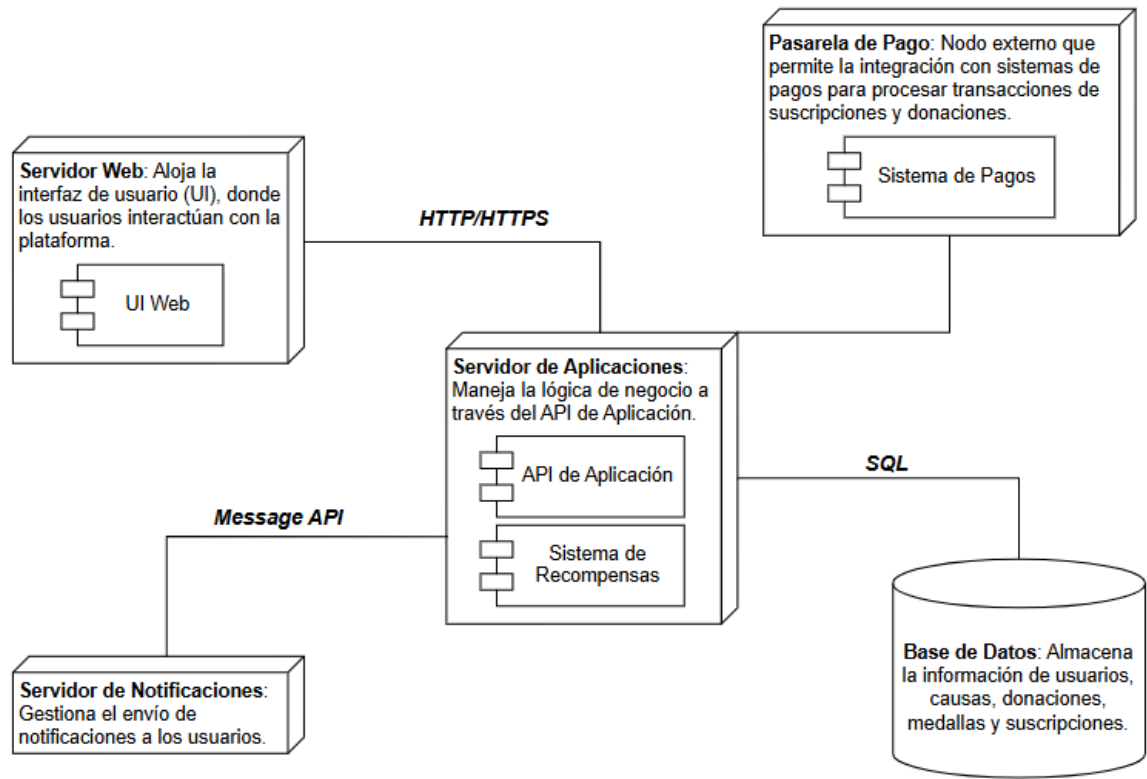 Pasarela de Pago: Nodo externo que
permite la integración con sistemas de
pagos para procesar transacciones de
suscripciones y donaciones.
Sistema de Pagos
Servidor Web: Aloja la
interfaz de usuario (UI), donde
los usuarios interactúan con la
plataforma.
UI Web
HTTP/HTTPS
Servidor de Aplicaciones:
Maneja la lógica de negocio a
través del API de Aplicación.
API de Aplicación
Sistema de
Recompensas
SQL
Message API
Servidor de Notificaciones:
Gestiona el envío de
notificaciones a los usuarios.
Base de Datos: Almacena
la información de usuarios,
causas, donaciones,
medallas y suscripciones.